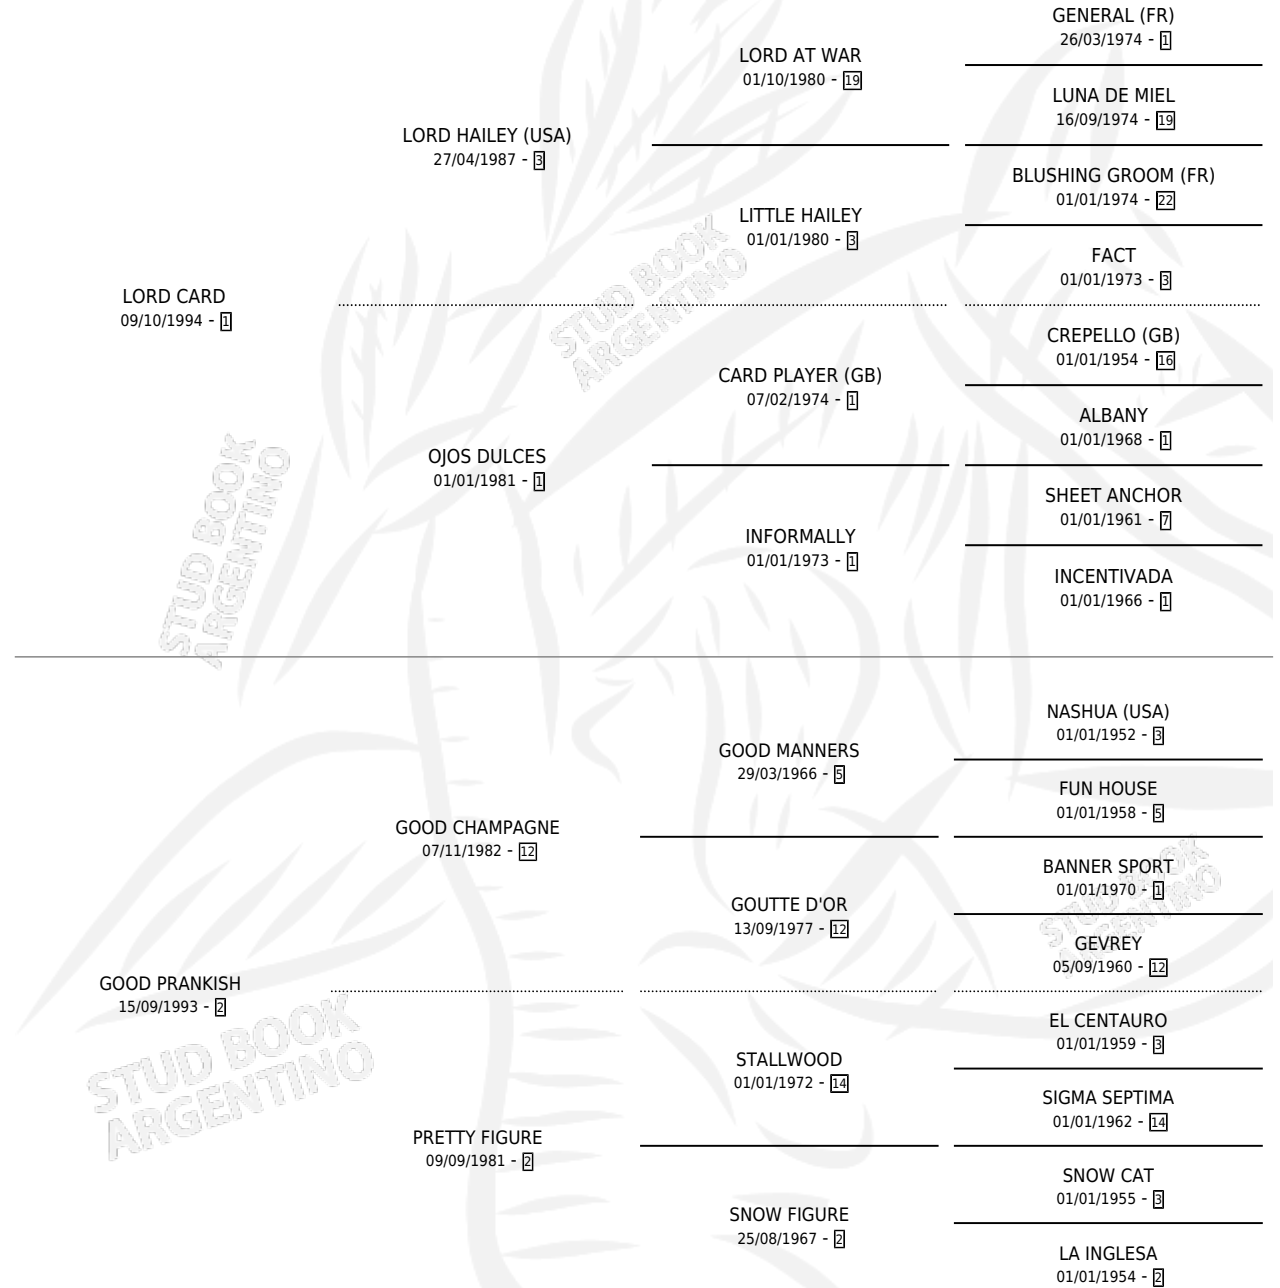 GENERAL (FR)
26/03/1974 - 1
LORD AT WAR
01/10/1980 - 19
LUNA DE MIEL
16/09/1974 - 19
LORD HAILEY (USA)
27/04/1987 - 3
BLUSHING GROOM (FR)
01/01/1974 - 22
LITTLE HAILEY
01/01/1980 - 3
FACT
01/01/1973 - 3
LORD CARD
09/10/1994 - 1
CREPELLO (GB)
01/01/1954 - 16
CARD PLAYER (GB)
07/02/1974 - 1
ALBANY
01/01/1968 - 1
OJOS DULCES
01/01/1981 - 1
SHEET ANCHOR
01/01/1961 - 7
INFORMALLY
01/01/1973 - 1
INCENTIVADA
01/01/1966 - 1
STUD BOOK
ARGENTINO
STUD BOOK
ARGENTINO
NASHUA (USA)
01/01/1952 - 3
GOOD MANNERS
29/03/1966 - 5
FUN HOUSE
01/01/1958 - 5
GOOD CHAMPAGNE
07/11/1982 - 12
BANNER SPORT
01/01/1970 - 1
GOUTTE D'OR
13/09/1977 - 12
GEVREY
05/09/1960 - 12
STUD BOOK
ARGENTINO
GOOD PRANKISH
15/09/1993 - 2
EL CENTAURO
01/01/1959 - 3
STALLWOOD
01/01/1972 - 14
SIGMA SEPTIMA
01/01/1962 - 14
PRETTY FIGURE
09/09/1981 - 2
SNOW CAT
01/01/1955 - 3
SNOW FIGURE
25/08/1967 - 2
LA INGLESA
01/01/1954 - 2
STUD BOOK
ARGENTINO